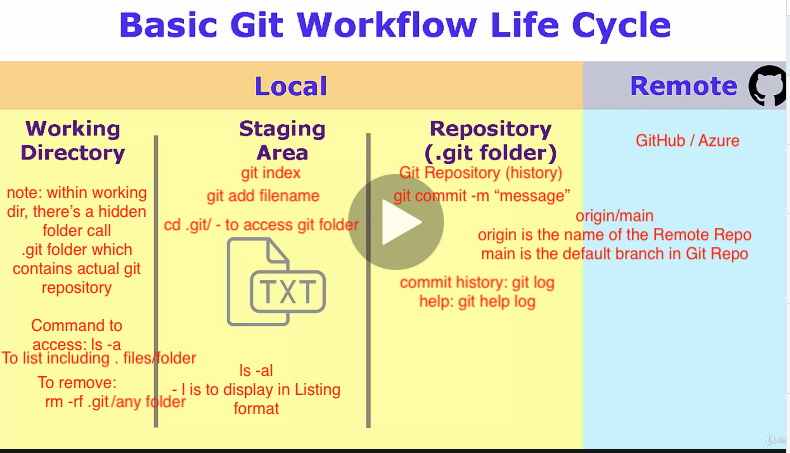 Basic Git Workflow Life Cycle
Local
Remote
Working
Directory
note: within working
dir, there's a hidden
folder call
.git folder which
contains actual git
repository
Command to
access: ls -a
To list including . files/folder
To remove:
rm -rf .git/any folder
Staging
Area
git index
git add filename
cd .git/ - to access git folder
TXT
ls -al
- l is to display in Listing
format
Repository
(.git folder)
Git Repository (history)
git commit -m “message”
origin/main
origin is the name of the Remote Repo
main is the default branch in Git Repo
commit history: git log
help: git help log
GitHub / Azure